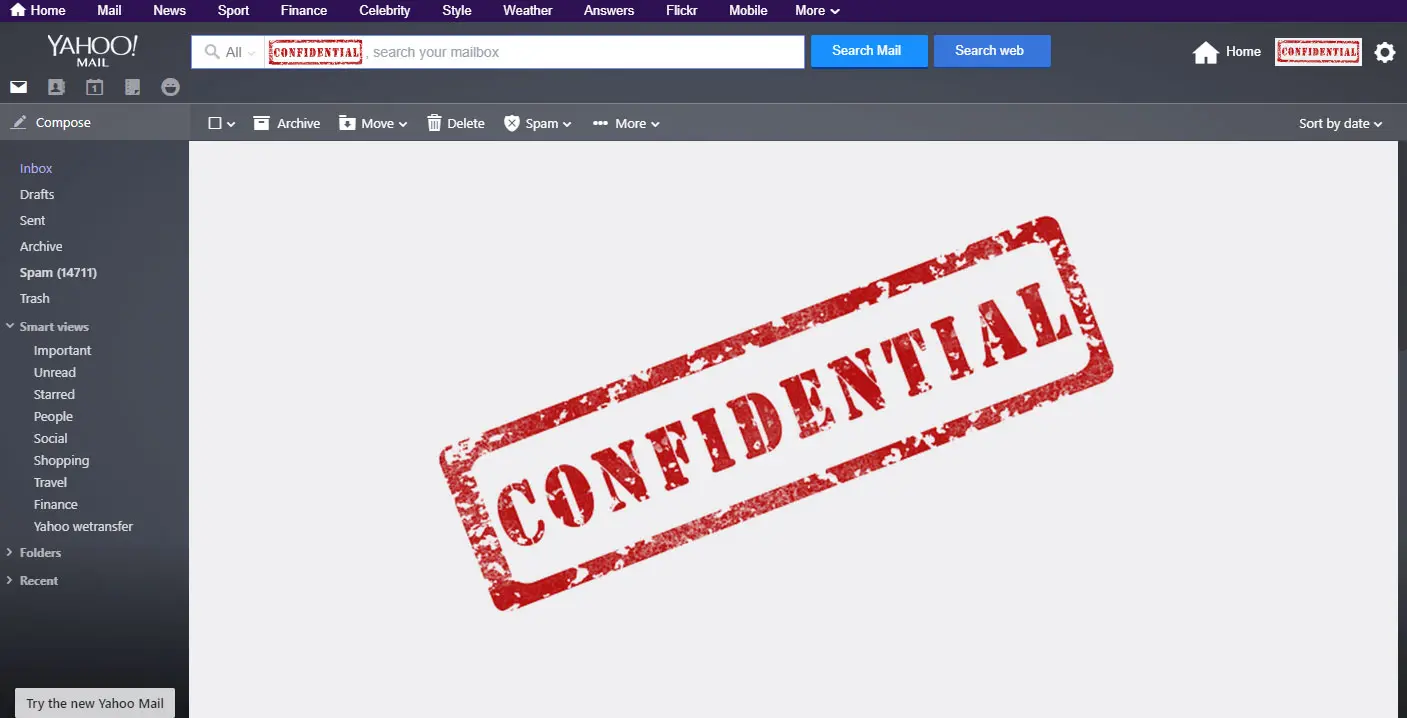 Home Mail News Sport Finance Celebrity Style Weather Answers Flickr Mobile More
YAHOO!
MAIL
All CONFIDENTIAL , search your mailbox Search Mail Search web Home CONFIDENTIAL
1
Compose Archive Move Delete Spam More Sort by date
Inbox
Drafts
Sent
Archive
Spam (14711)
Trash
Smart views
Important
Unread
Starred
People
Social
Shopping
Travel
Finance
Yahoo wetransfer
Folders
Recent
Try the new Yahoo Mail
CONFIDENTIAL